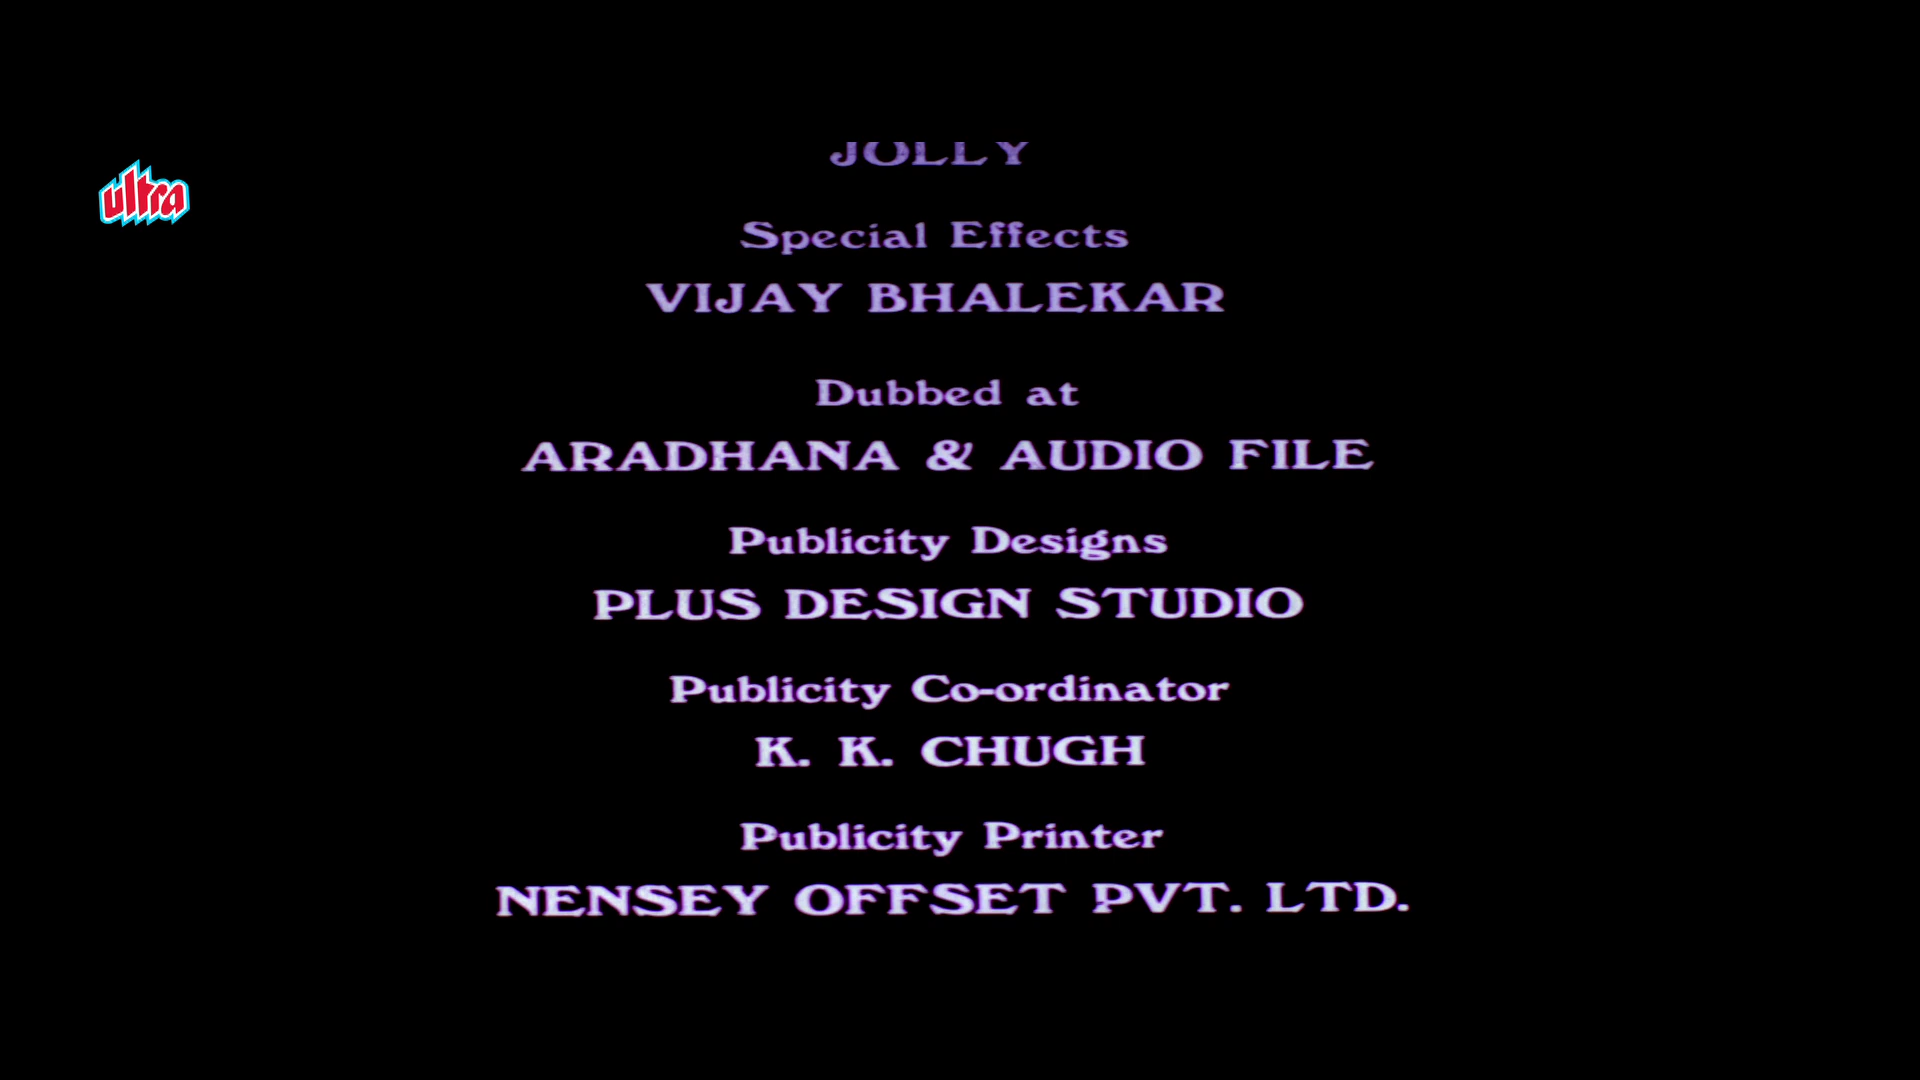 JOLLY
ultra
Special Effects
VIJAY BHALEKAR
Dubbed at
ARADHANA & AUDIO FILE
Publicity Designs
PLUS DESIGN STUDIO
Publicity Co-ordinator
K. K. CHUGH
Publicity Printer
NENSEY OFFSET PVT. LTD.